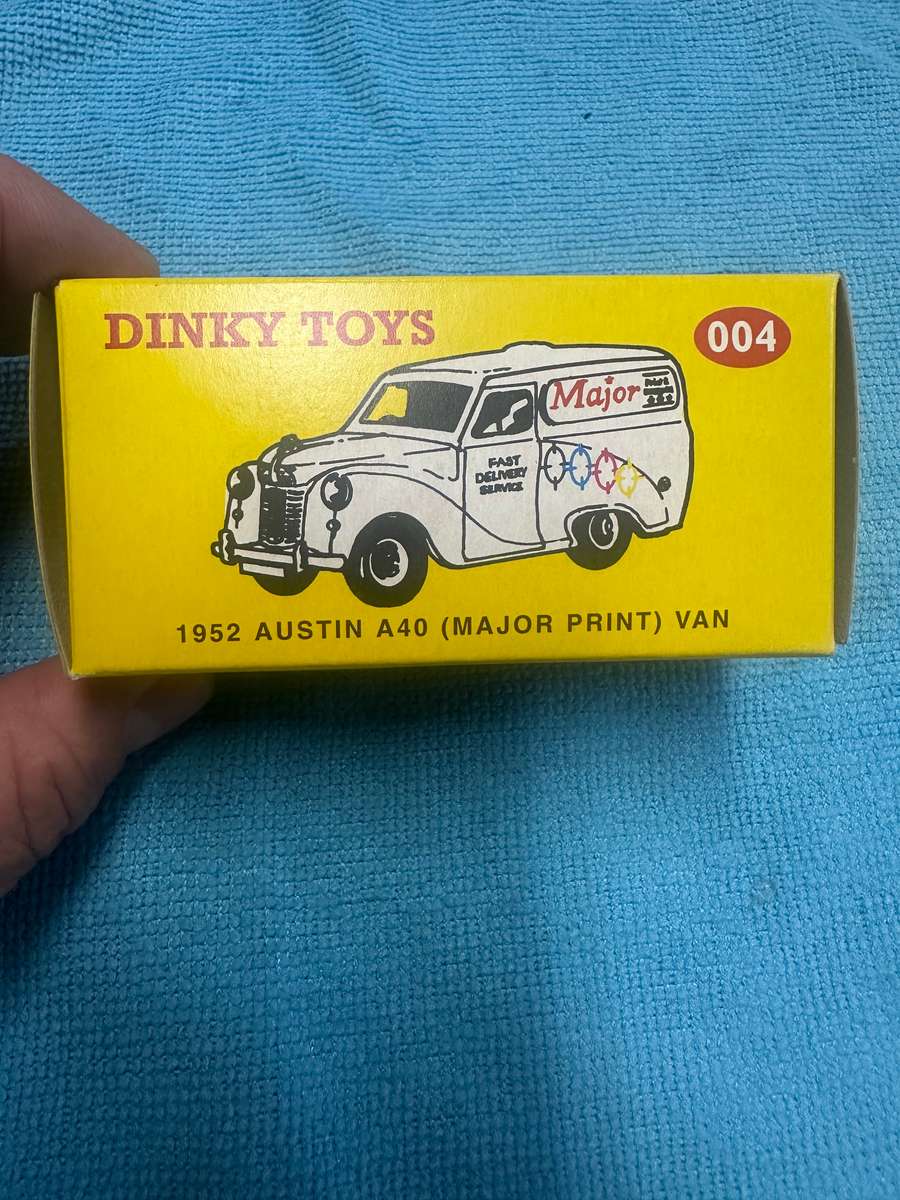 DINKY TOYS
004
Major
FAST
DELIVERY
SERVICE
1952 AUSTIN A40 (MAJOR PRINT) VAN